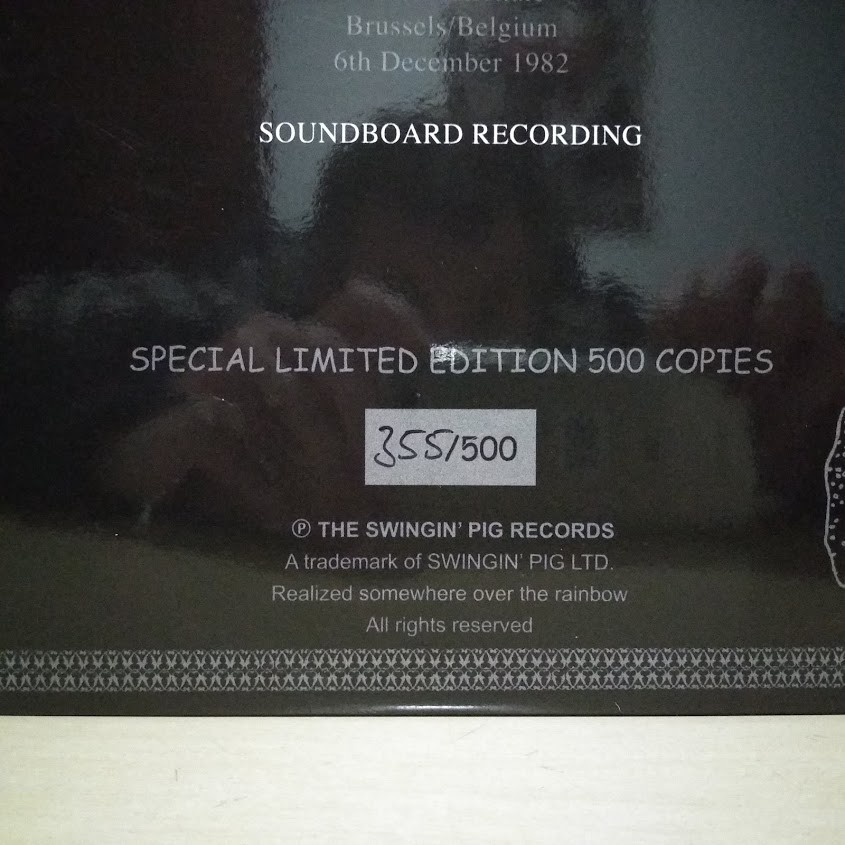 Brussels/Belgium
6th December 1982
SOUNDBOARD RECORDING
SPECIAL LIMITED EDITION 500 COPIES
355/500
Ⓟ THE SWINGIN' PIG RECORDS
A trademark of SWINGIN' PIG LTD.
Realized somewhere over the rainbow
All rights reserved